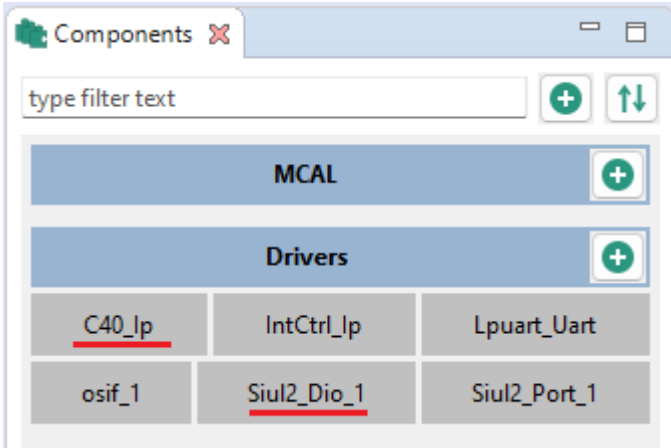 Components
type filter text
MCAL
Drivers
C40_Ip IntCtrl_Ip Lpuart_Uart
osif_1 Siul2_Dio_1 Siul2_Port_1